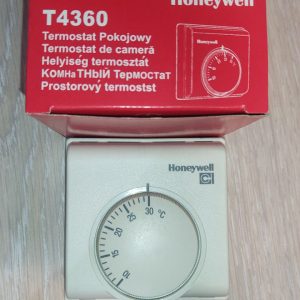 Honeywell
T4360
Termostat Pokojowy
Termostat de cameră
Helyiség termosztát
КОМНаТНЫЙ ТермОСТАТ
Prostorový termostst
Honeywell
Honeywell
10 15 20 25 30 °C